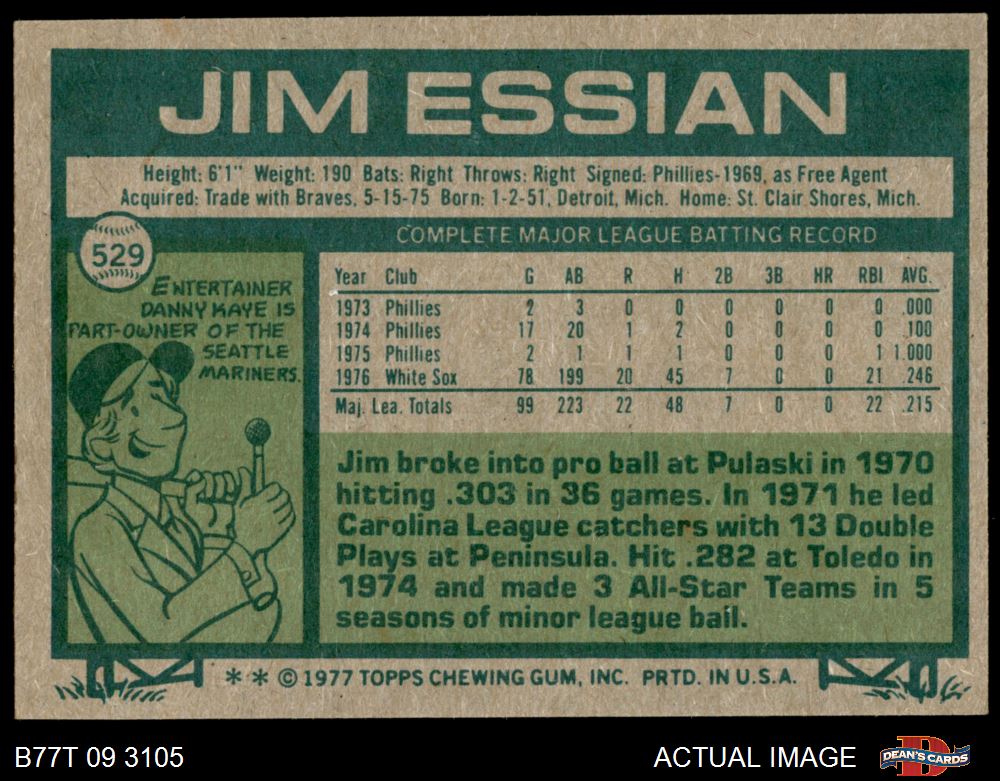 JIM ESSIAN
Height: 6'1" Weight: 190 Bats: Right Throws: Right Signed: Phillies-1969, as Free Agent
Acquired: Trade with Braves, 5-15-75 Born: 1-2-51, Detroit, Mich. Home: St. Clair Shores, Mich.
529
ENTERTAINER
DANNY KAYE IS
PART-OWNER OF THE
SEATTLE
MARINERS.
COMPLETE MAJOR LEAGUE BATTING RECORD
Year Club G AB R H 2B 3B HR RBI AVG.
1973 Phillies 2 3 0 0 0 0 0 0 .000
1974 Phillies 17 20 1 2 0 0 0 0 .100
1975 Phillies 2 1 1 1 0 0 0 1 1.000
1976 White Sox 78 199 20 45 7 0 0 21 .246
Maj. Lea. Totals 99 223 22 48 7 0 0 22 .215
Jim broke into pro ball at Pulaski in 1970
hitting .303 in 36 games. In 1971 he led
Carolina League catchers with 13 Double
Plays at Peninsula. Hit .282 at Toledo in
1974 and made 3 All-Star Teams in 5
seasons of minor league ball.
** © 1977 TOPPS CHEWING GUM, INC. PRTD. IN U.S.A.
B77T 09 3105
ACTUAL IMAGE
DEAN'S CARDS